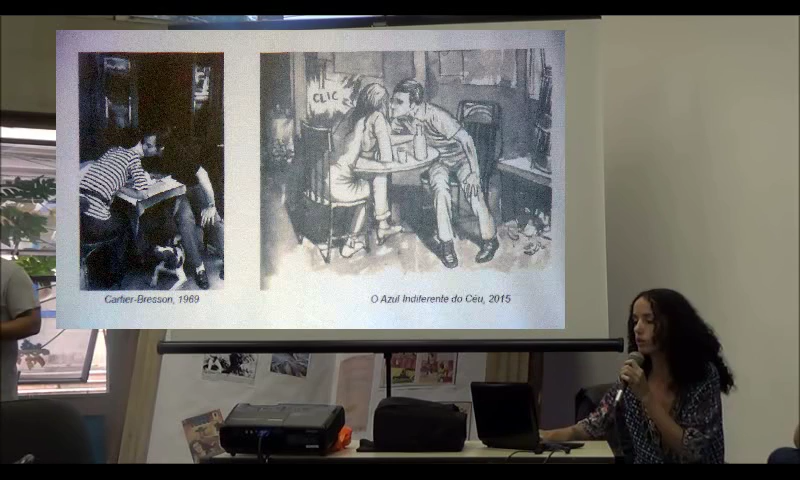 CLIC
Cartier-Bresson, 1969
O Azul Indiferente do Céu, 2015